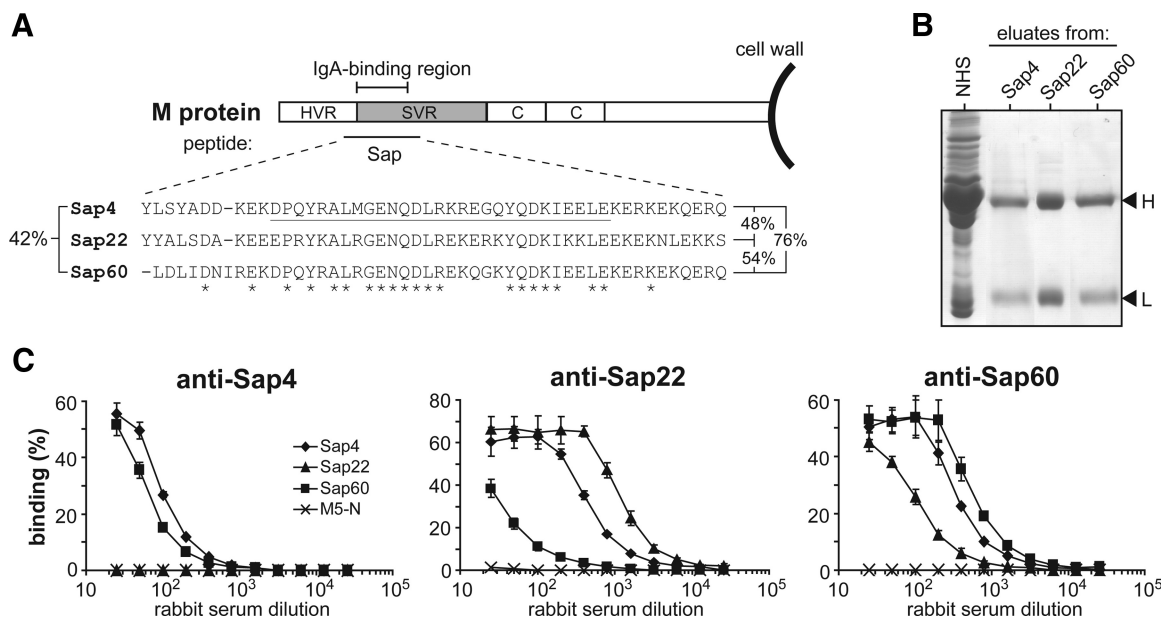 A
cell wall
IgA-binding region
M protein
HVR
SVR
C
C
peptide:
Sap
Sap4 YLSYADD-KEKDPQYRALMGENQDLRKREGQYQDKIEELEKERKEKQERQ
48%
42% Sap22 YYALSDA-KEEEPRYKALRGENQDLREKERKYQDKIKKLEEKEKNLEKKS 76%
54%
Sap60 -LDLIDNIREKDPQYRALRGENQDLREKQGKYQDKIEELEKERKEKQERQ
* * * * * * * * * * * * * * * * * * * *
B
eluates from:
NHS
Sap4
Sap22
Sap60
H
L
C
anti-Sap4
binding (%)
60
40
20
0
10
10²
10³
10⁴
10⁵
rabbit serum dilution
Sap4
Sap22
Sap60
M5-N
anti-Sap22
80
60
40
20
0
10
10²
10³
10⁴
10⁵
rabbit serum dilution
anti-Sap60
60
40
20
0
10
10²
10³
10⁴
10⁵
rabbit serum dilution